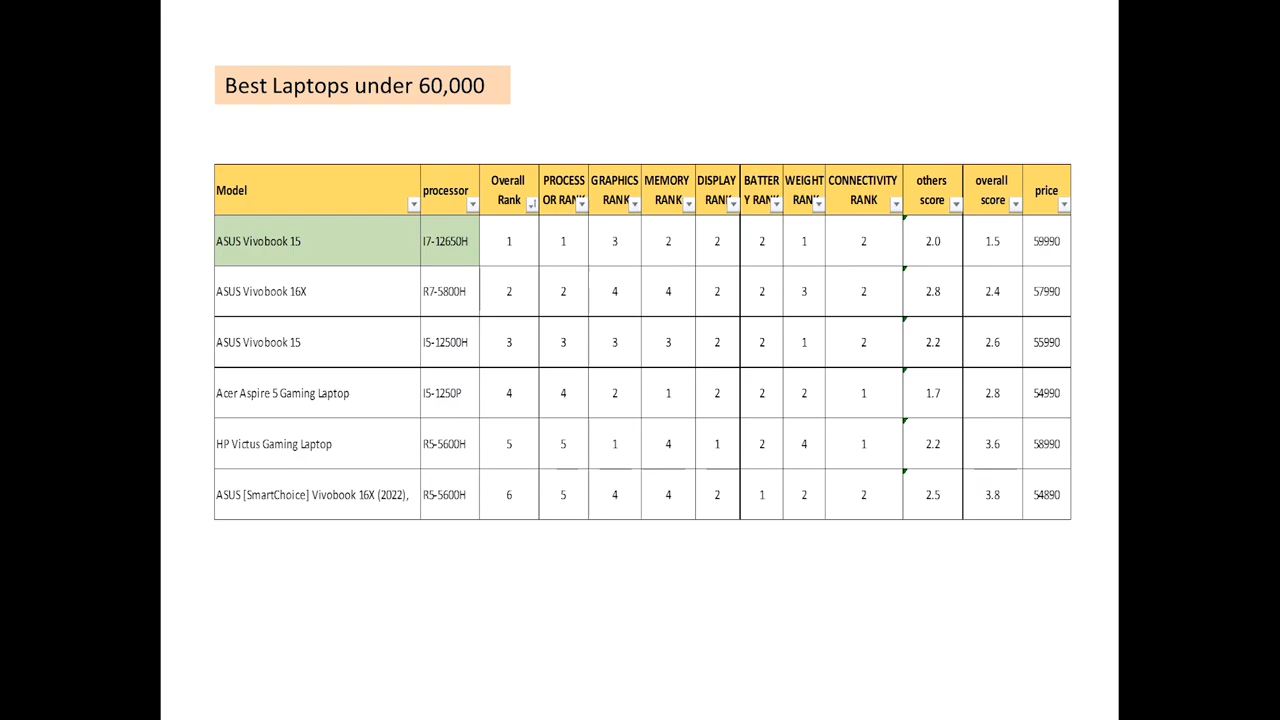 Best Laptops under 60,000
Model processor Overall Rank PROCESSOR RANK GRAPHICS RANK MEMORY RANK DISPLAY RANK BATTERY RANK WEIGHT RANK CONNECTIVITY RANK others score overall score price
ASUS Vivobook 15 I7-12650H 1 1 3 2 2 2 1 2 2.0 1.5 59990
ASUS Vivobook 16X R7-5800H 2 2 4 4 2 2 3 2 2.8 2.4 57990
ASUS Vivobook 15 I5-12500H 3 3 3 3 2 2 1 2 2.2 2.6 55990
Acer Aspire 5 Gaming Laptop I5-1250P 4 4 2 1 2 2 2 1 1.7 2.8 54990
HP Victus Gaming Laptop R5-5600H 5 5 1 4 1 2 4 1 2.2 3.6 58990
ASUS [SmartChoice] Vivobook 16X (2022), R5-5600H 6 5 4 4 2 1 2 2 2.5 3.8 54890